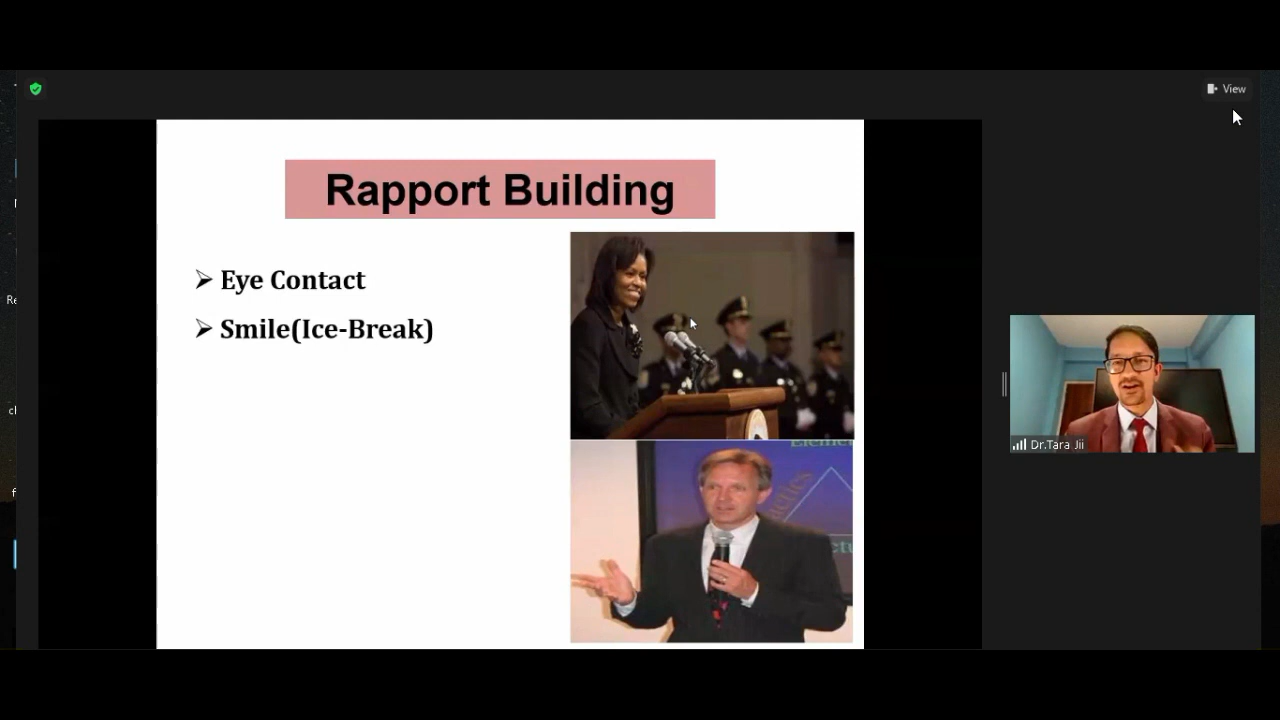 View
Rapport Building
Eye Contact
Smile(Ice-Break)
Dr.Tara Jii